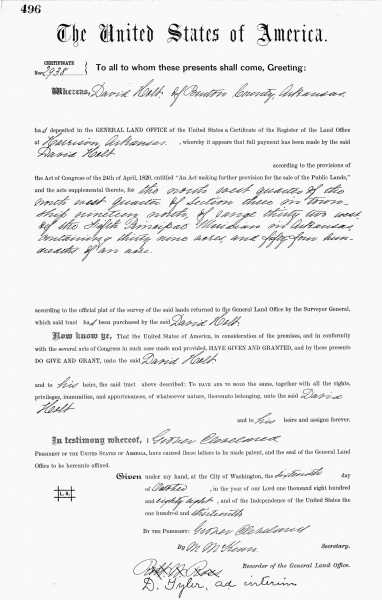 496
The United States of America.
CERTIFICATE
No. 2938
To all to whom these presents shall come, Greeting:
Whereas, David Holt of Benton County, Arkansas.
has deposited in the GENERAL LAND OFFICE of the United States a Certificate of the Register of the Land Office
at Harrison, Arkansas. , whereby it appears that full payment has been made by the said
David Holt
according to the provisions of
the Act of Congress of the 24th of April, 1820, entitled "An Act making further provision for the sale of the Public Lands,"
and the acts supplemental thereto, for the north west quarter of the
north west quarter of section three in town-
ship nineteen north, of range thirty two west
of the Fifth Principal Meridian in Arkansas,
containing thirty nine acres, and fifty four hun-
dredths of an acre.
according to the official plat of the survey of the said lands returned to the General Land Office by the Surveyor General,
which said tract has been purchased by the said David Holt
Now know ye, That the United States of America, in consideration of the premises, and in conformity
with the several acts of Congress in such case made and provided, HAVE GIVEN AND GRANTED, and by these presents
DO GIVE AND GRANT, unto the said David Holt
and to his heirs, the said tract above described: To HAVE AND TO HOLD the same, together with all the rights,
privileges, immunities, and appurtenances, of whatsoever nature, thereunto belonging, unto the said David
Holt
and to his heirs and assigns forever.
In testimony whereof, I Grover Cleveland
PRESIDENT OF THE UNITED STATES OF AMERICA, have caused these letters to be made patent, and the seal of the General
Land Office to be hereunto affixed.
Given under my hand, at the City of Washington, the sixteenth day
of October , in the year of our Lord one thousand eight hundred
and eighty eight , and of the Independence of the United States the
one hundred and thirteenth
L. S.
BY THE PRESIDENT: Grover Cleveland
By M. McKean Secretary.
Robt W Ross Recorder of the General Land Office.
D. Tyler, ad interim